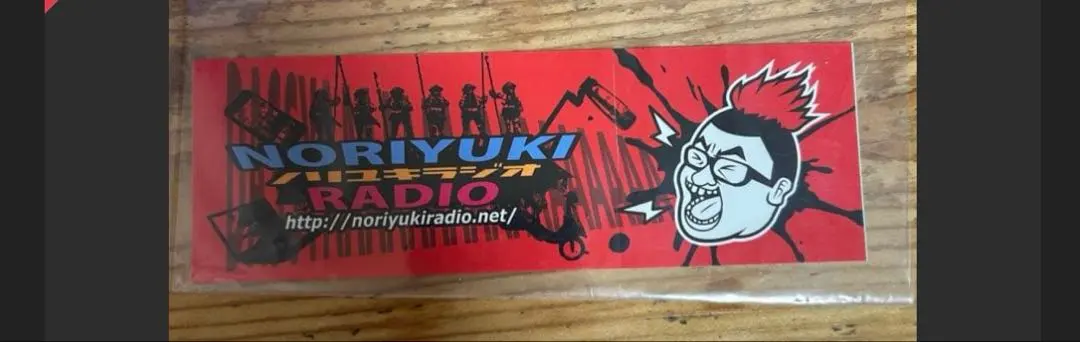 NORIYUKI
ノリユキラジオ
RADIO
http://noriyukiradio.net/